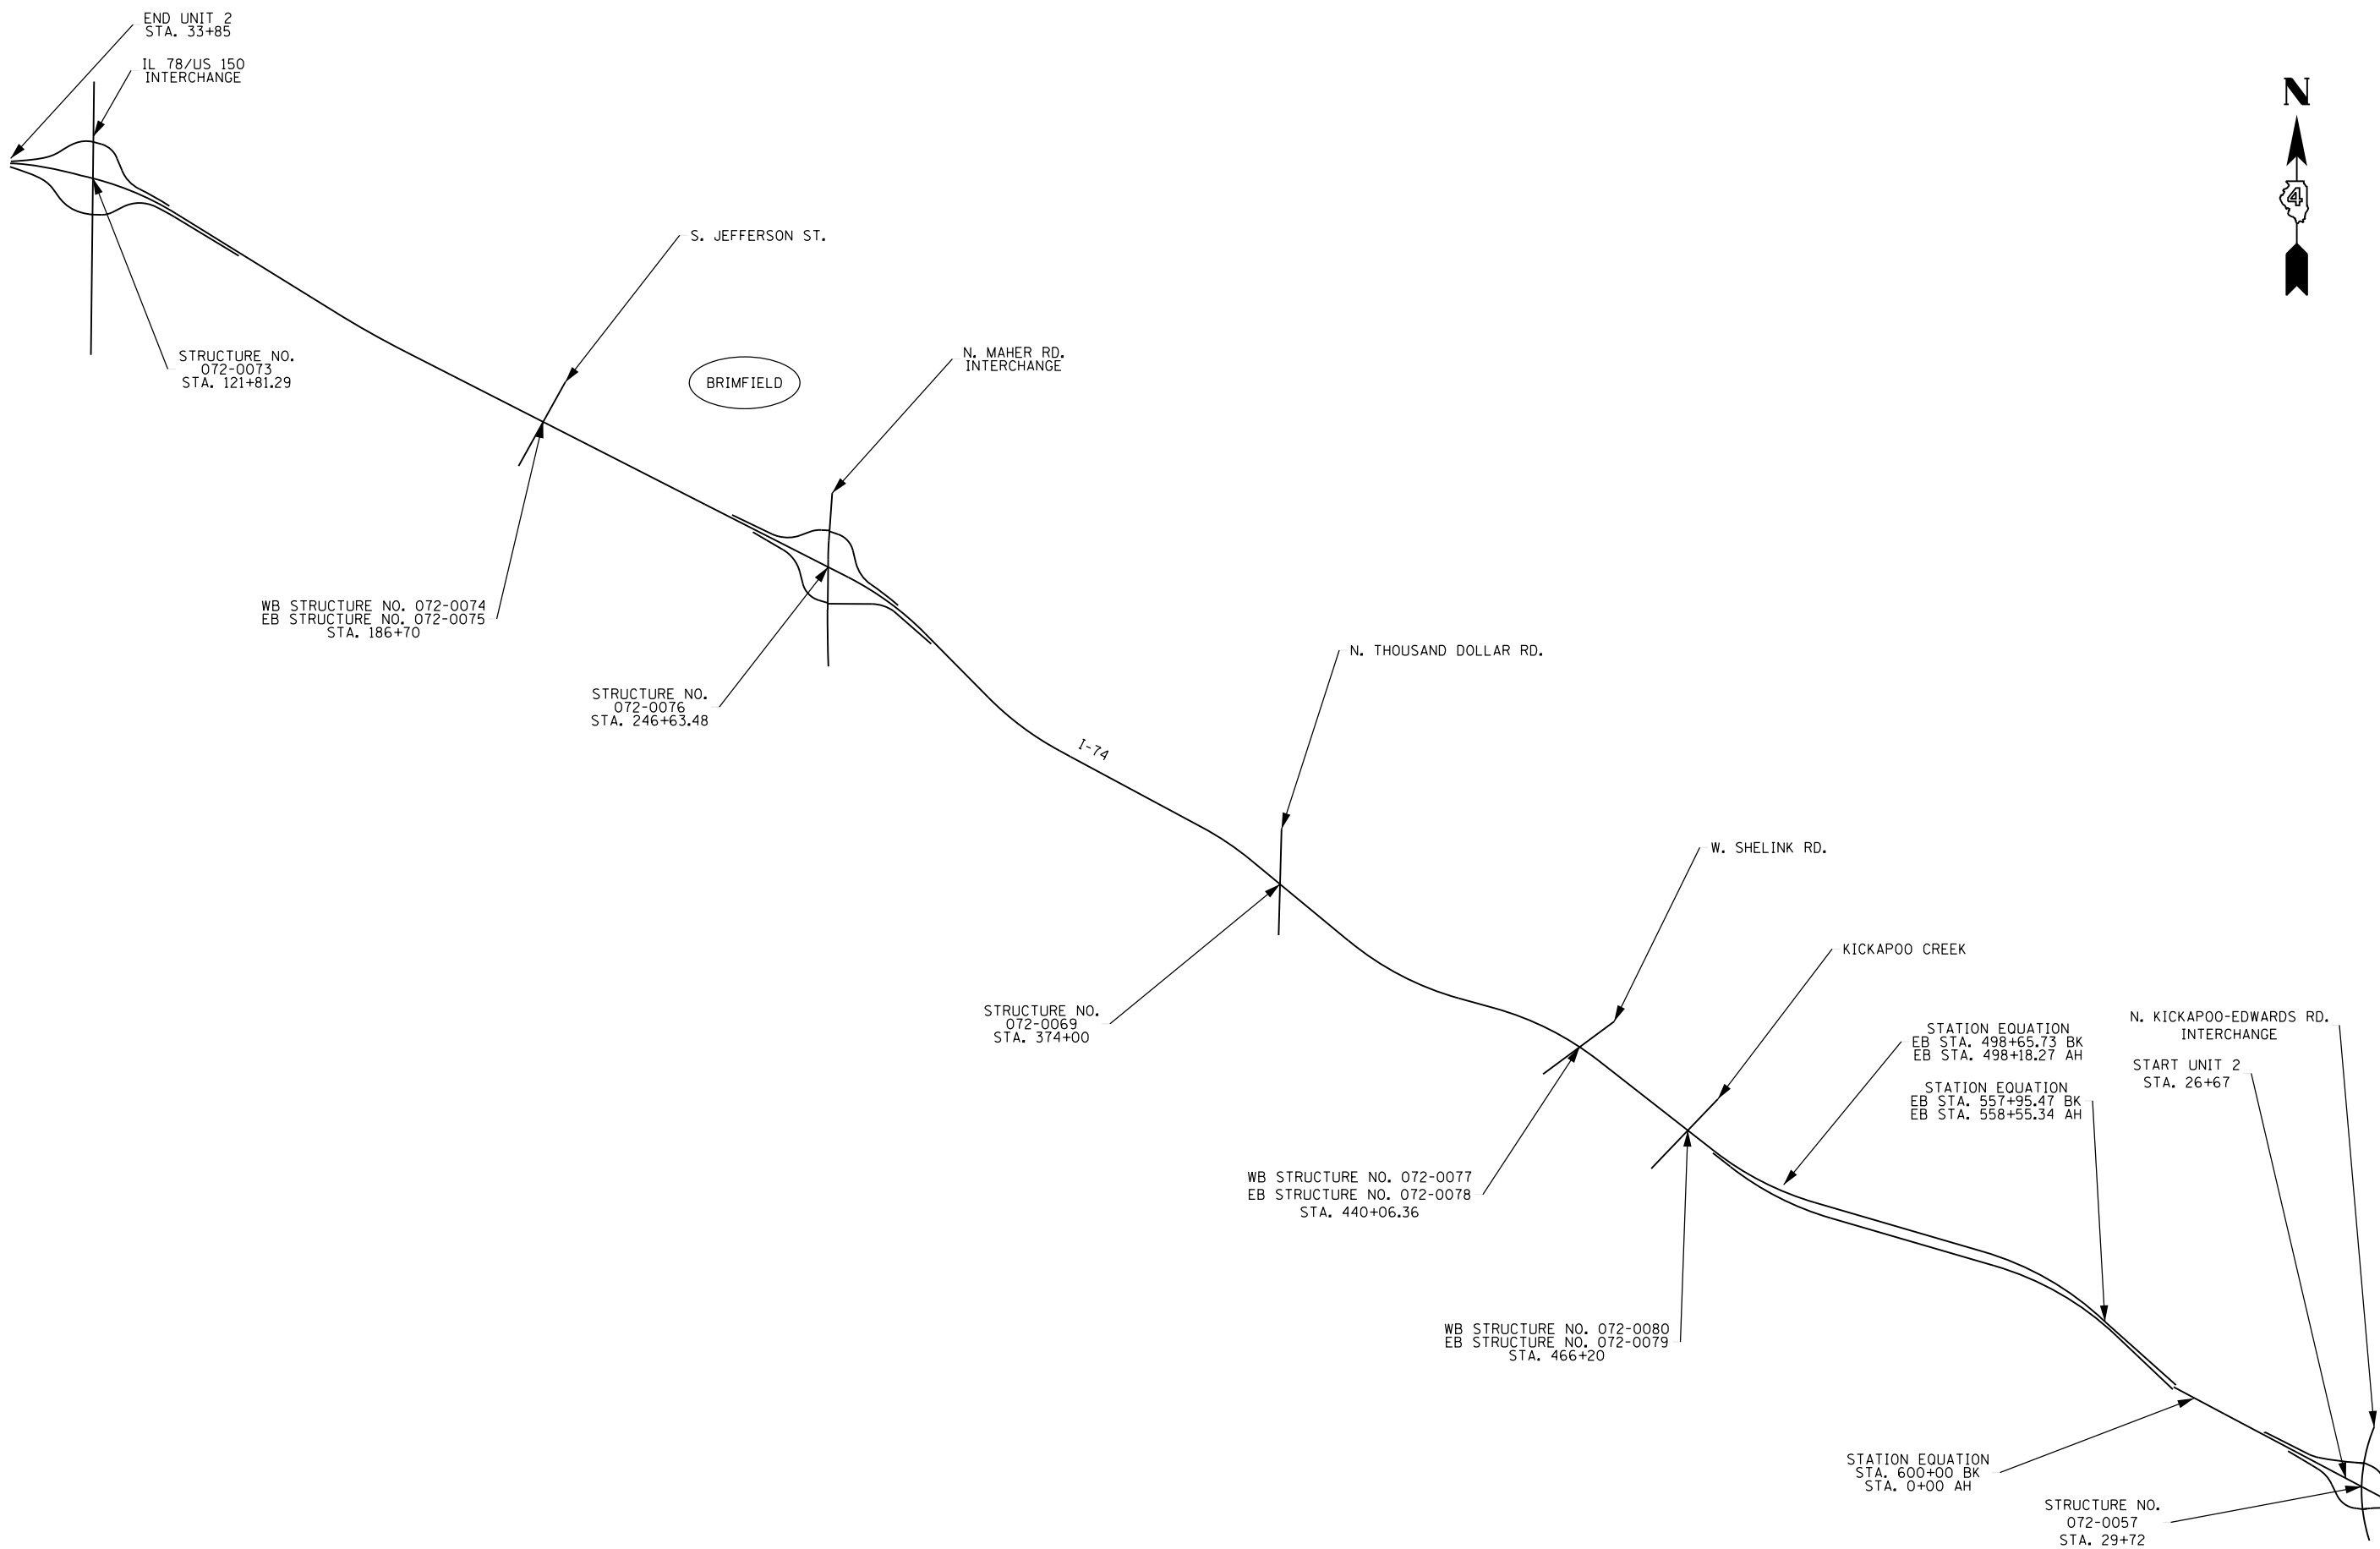 END UNIT 2
STA. 33+85
IL 78/US 150
INTERCHANGE
N
4
S. JEFFERSON ST.
STRUCTURE NO.
072-0073
STA. 121+81.29
BRIMFIELD
N. MAHER RD.
INTERCHANGE
WB STRUCTURE NO. 072-0074
EB STRUCTURE NO. 072-0075
STA. 186+70
STRUCTURE NO.
072-0076
STA. 246+63.48
N. THOUSAND DOLLAR RD.
I-74
W. SHELINK RD.
KICKAPOO CREEK
STRUCTURE NO.
072-0069
STA. 374+00
STATION EQUATION
EB STA. 498+65.73 BK
EB STA. 498+18.27 AH
N. KICKAPOO-EDWARDS RD.
INTERCHANGE
START UNIT 2
STA. 26+67
STATION EQUATION
EB STA. 557+95.47 BK
EB STA. 558+55.34 AH
WB STRUCTURE NO. 072-0077
EB STRUCTURE NO. 072-0078
STA. 440+06.36
WB STRUCTURE NO. 072-0080
EB STRUCTURE NO. 072-0079
STA. 466+20
STATION EQUATION
STA. 600+00 BK
STA. 0+00 AH
STRUCTURE NO.
072-0057
STA. 29+72